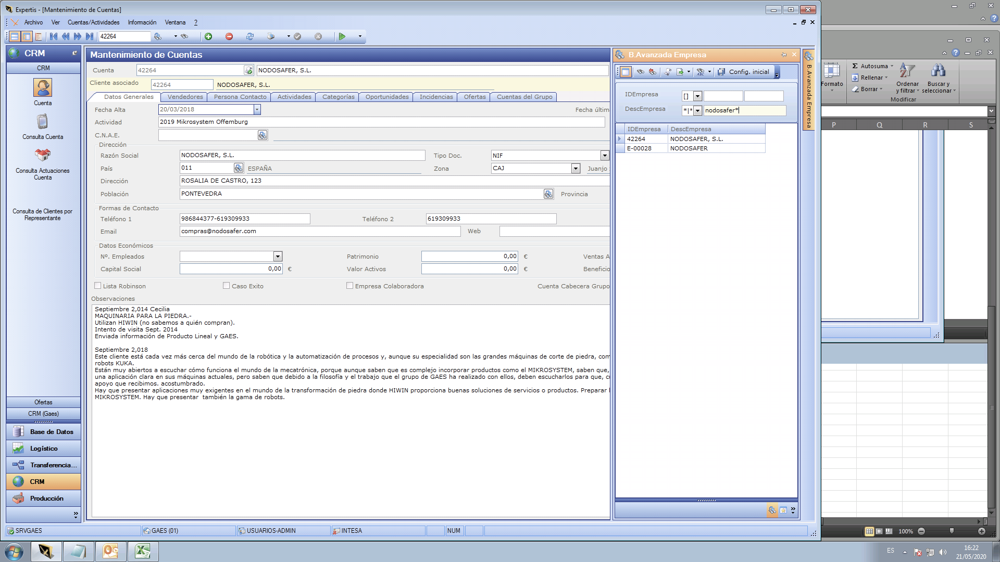 Expertis - [Mantenimiento de Cuentas]
Archivo Ver Cuentas/Actividades Información Ventana ?
42264
CRM
CRM
Cuenta
Consulta Cuenta
Consulta Actuaciones
Cuenta
Consulta de Clientes por
Representante
Ofertas
CRM (Gaes)
Base de Datos
Logístico
Transferencia...
CRM
Producción
Mantenimiento de Cuentas
Cuenta 42264 NODOSAFER, S.L.
Cliente asociado 42264 NODOSAFER, S.L.
Datos Generales Vendedores Persona Contacto Actividades Categorías Oportunidades Incidencias Ofertas Cuentas del Grupo
Fecha Alta 20/03/2018 Fecha últim
Actividad 2019 Mikrosystem Offemburg
C.N.A.E.
Dirección
Razón Social NODOSAFER, S.L. Tipo Doc. NIF
País 011 ESPAÑA Zona CAJ Juanjo
Dirección ROSALIA DE CASTRO, 123
Población PONTEVEDRA Provincia
Formas de Contacto
Teléfono 1 986844377-619309933 Teléfono 2 619309933
Email compras@nodosafer.com Web
Datos Económicos
Nº. Empleados Patrimonio 0,00 € Ventas A
Capital Social 0,00 € Valor Activos 0,00 € Beneficio
Lista Robinson Caso Exito Empresa Colaboradora Cuenta Cabecera Grupo
Observaciones
Septiembre 2,014 Cecilia
MAQUINARIA PARA LA PIEDRA.-
Utilizan HIWIN (no sabemos a quién compran).
Intento de visita Sept. 2014
Enviada información de Producto Lineal y GAES.
Septiembre 2,018
Este cliente está cada vez más cerca del mundo de la robótica y la automatización de procesos y, aunque su especialidad son las grandes máquinas de corte de piedra, com
robots KUKA.
Están muy abiertos a escuchar cómo funciona el mundo de la mecatrónica, porque aunque saben que es complejo incorporar productos como el MIKROSYSTEM, saben que,
una aplicación clara en sus máquinas actuales, pero saben que debido a la filosofía y el trabajo que el grupo de GAES ha realizado con ellos, deben escucharlos para que, c
apoyo que recibimos. acostumbrado.
Hay que presentar aplicaciones muy exigentes en el mundo de la transformación de piedra donde HIWIN proporciona buenas soluciones de servicios o productos. Preparar
MIKROSYSTEM. Hay que presentar  también la gama de robots.
B.Avanzada Empresa
Config. inicial
IDEmpresa []
DescEmpresa *|* nodosafer*
IDEmpresa DescEmpresa
42264 NODOSAFER, S.L.
E-00028 NODOSAFER
B.Avanzada Empresa
Formato
Σ Autosuma
Rellenar
Borrar
Ordenar
y filtrar
Buscar y
seleccionar
Modificar
P Q R S
100%
SRVGAES GAES (01) USUARIOS-ADMIN INTESA NUM
ES
16:22
21/05/2020